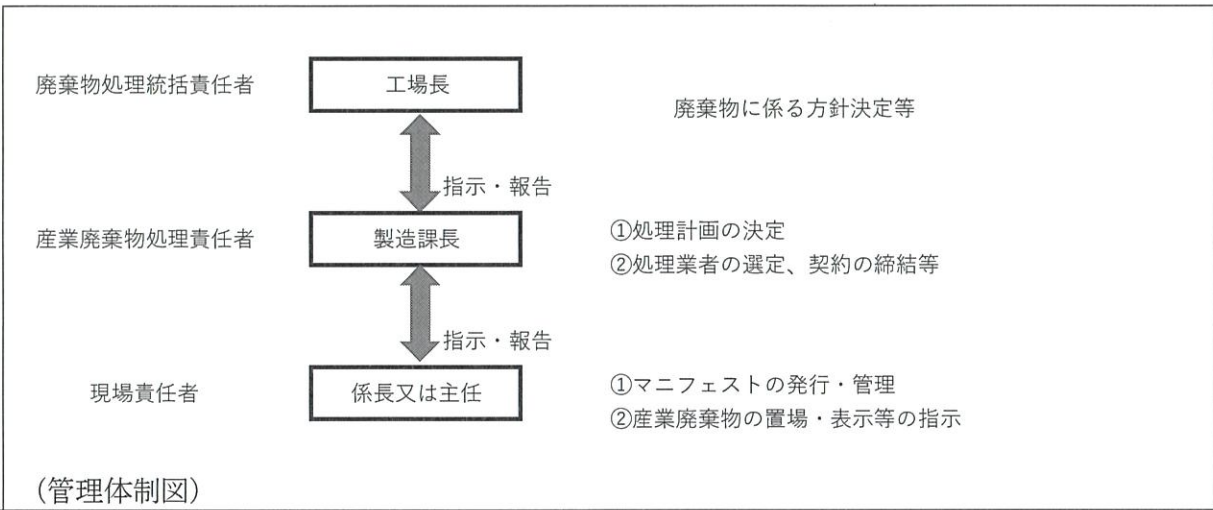 廃棄物処理統括責任者
工場長
廃棄物に係る方針決定等
指示・報告
産業廃棄物処理責任者
製造課長
①処理計画の決定
②処理業者の選定、契約の締結等
指示・報告
現場責任者
係長又は主任
①マニフェストの発行・管理
②産業廃棄物の置場・表示等の指示
（管理体制図）